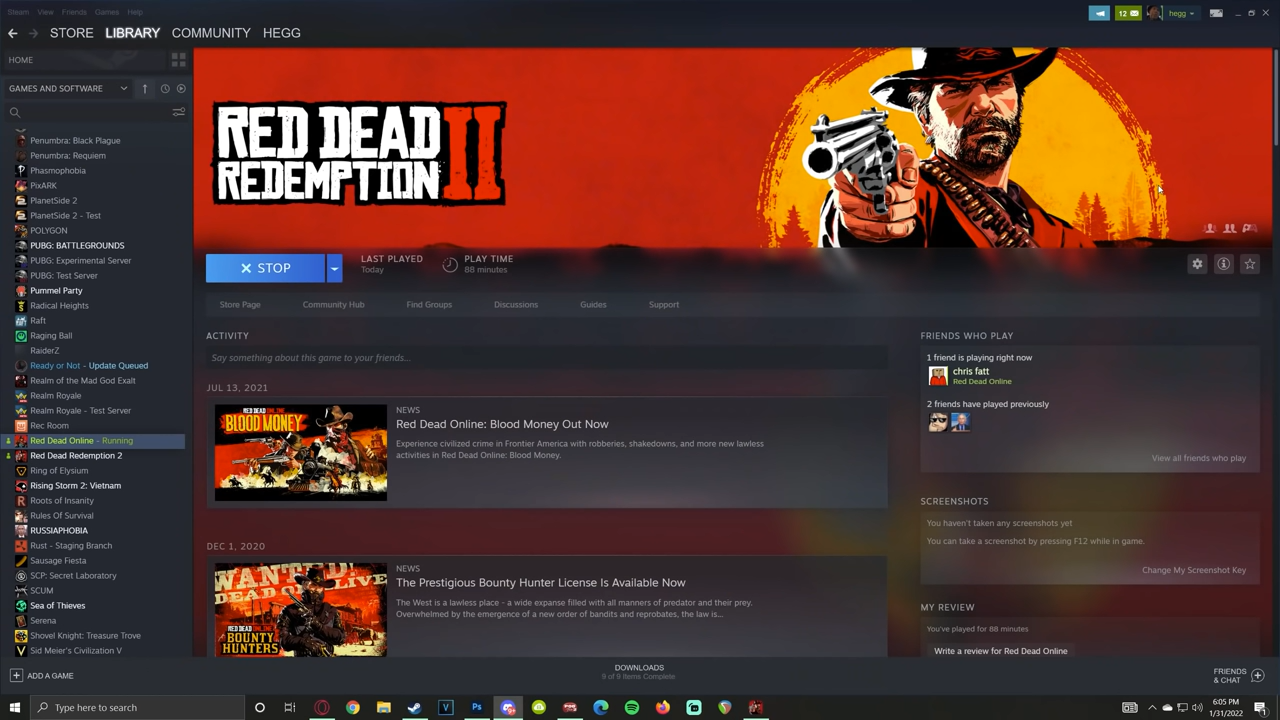 Steam View Friends Games Help
12 hegg
STORE LIBRARY COMMUNITY HEGG
HOME
GAMES AND SOFTWARE
Penumbra: Black Plague
Penumbra: Requiem
Phasmophobia
PixARK
PlanetSide 2
PlanetSide 2 - Test
POLYGON
PUBG: BATTLEGROUNDS
PUBG: Experimental Server
PUBG: Test Server
Pummel Party
Radical Heights
Raft
Raging Ball
RaiderZ
Ready or Not - Update Queued
Realm of the Mad God Exalt
Realm Royale
Realm Royale - Test Server
Rec Room
Red Dead Online - Running
Red Dead Redemption 2
Ring of Elysium
Rising Storm 2: Vietnam
Roots of Insanity
Rules Of Survival
RUSSIAPHOBIA
Rust - Staging Branch
Sausage Fiesta
SCP: Secret Laboratory
SCUM
Sea of Thieves
Serena
Shovel Knight: Treasure Trove
Sid Meier's Civilization V
RED DEAD
REDEMPTION II
STOP
LAST PLAYED
Today
PLAY TIME
88 minutes
Store Page Community Hub Find Groups Discussions Guides Support
ACTIVITY
Say something about this game to your friends...
JUL 13, 2021
RED DEAD ONLINE
BLOOD MONEY
NEWS
Red Dead Online: Blood Money Out Now
Experience civilized crime in Frontier America with robberies, shakedowns, and more new lawless
activities in Red Dead Online: Blood Money.
DEC 1, 2020
WANTED!
DEAD OR ALIVE
RED DEAD
ONLINE
BOUNTY
HUNTERS
NEWS
The Prestigious Bounty Hunter License Is Available Now
The West is a lawless place - a wide expanse filled with all manners of predator and their prey.
Overwhelmed by the emergence of a new order of bandits and reprobates, the law is...
FRIENDS WHO PLAY
1 friend is playing right now
chris fatt
Red Dead Online
2 friends have played previously
View all friends who play
SCREENSHOTS
You haven't taken any screenshots yet
You can take a screenshot by pressing F12 while in game.
Change My Screenshot Key
MY REVIEW
You've played for 88 minutes
Write a review for Red Dead Online
ADD A GAME
DOWNLOADS
9 of 9 Items Complete
FRIENDS
& CHAT
Type here to search
6:05 PM
1/31/2022